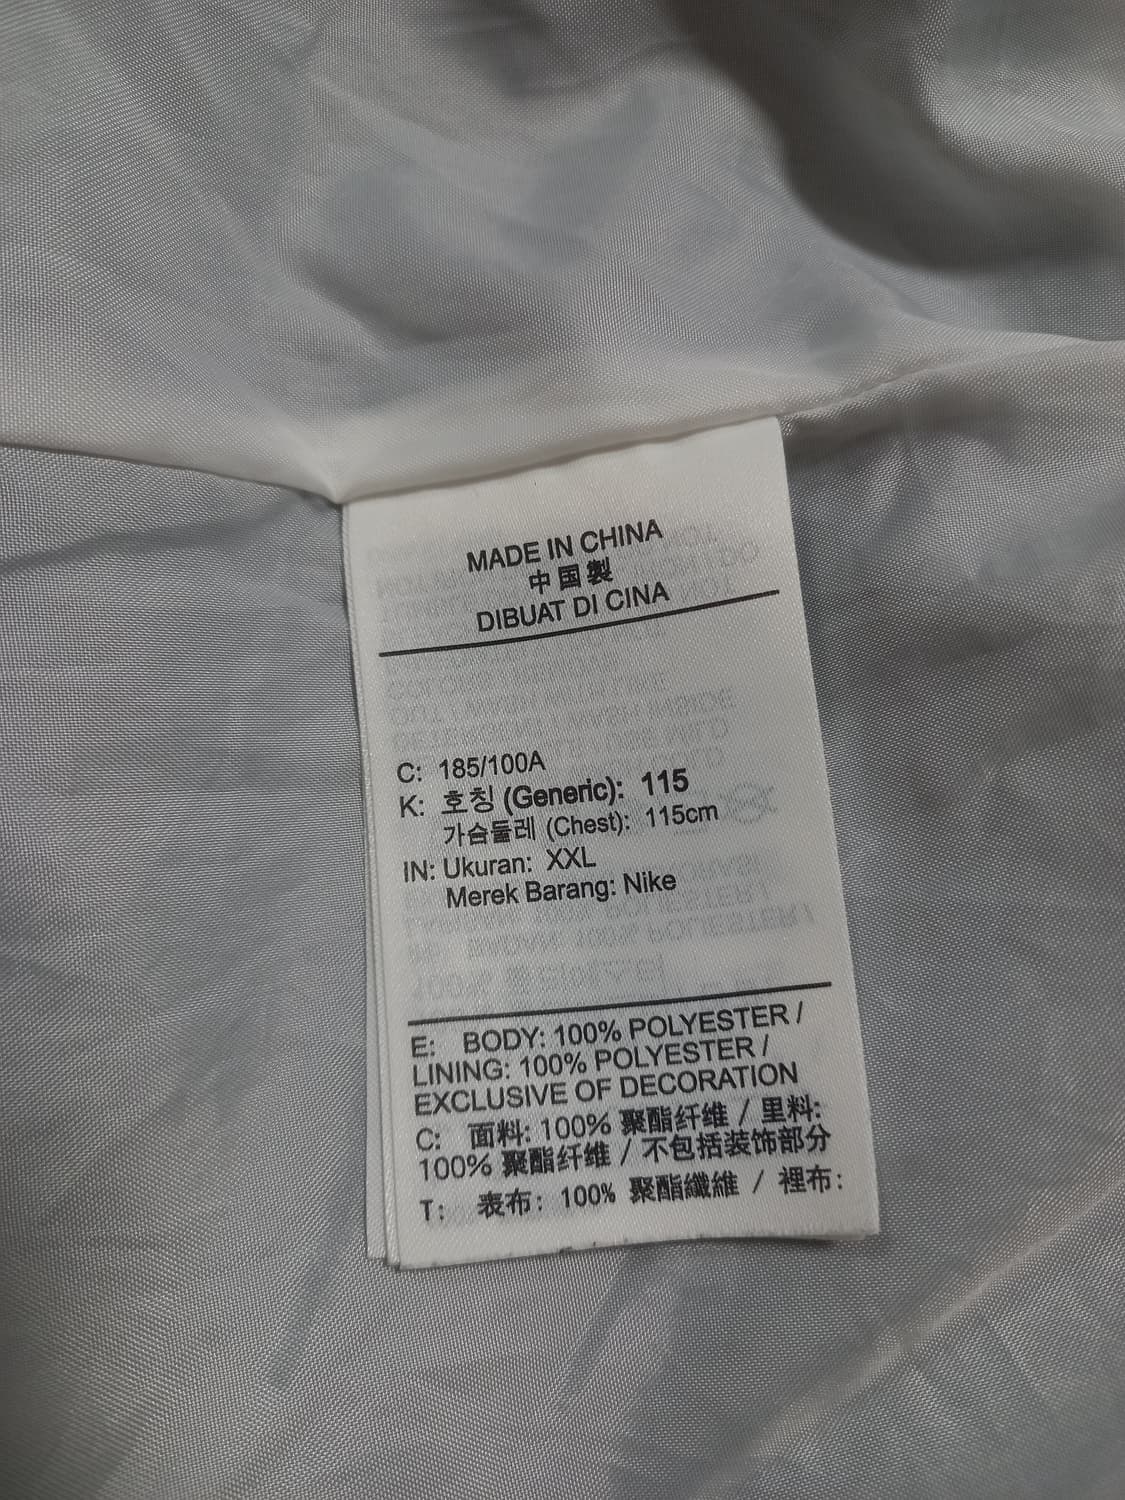 MADE IN CHINA
中国製
DIBUAT DI CINA
C: 185/100A
K: 호칭 (Generic): 115
가슴둘레 (Chest): 115cm
IN: Ukuran: XXL
Merek Barang: Nike
E: BODY: 100% POLYESTER /
LINING: 100% POLYESTER /
EXCLUSIVE OF DECORATION
C: 面料: 100% 聚酯纤维 / 里料:
100% 聚酯纤维 / 不包括装饰部分
T: 表布: 100% 聚酯纖維 / 裡布: